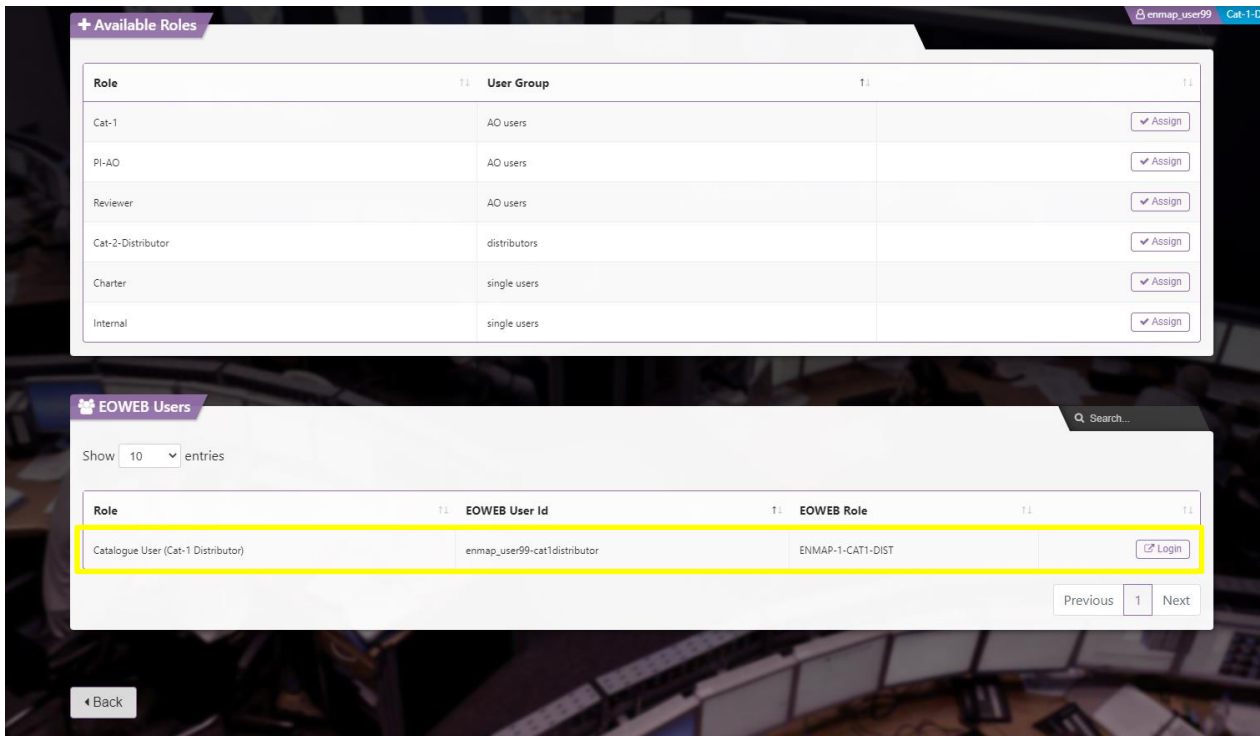 enmap_user99 Cat-1-D
Available Roles
Role User Group
Cat-1 AO users Assign
PI-AO AO users Assign
Reviewer AO users Assign
Cat-2-Distributor distributors Assign
Charter single users Assign
Internal single users Assign
EOWEB Users
Search...
Show 10 entries
Role EOWEB User Id EOWEB Role
Catalogue User (Cat-1 Distributor) enmap_user99-cat1distributor ENMAP-1-CAT1-DIST Login
Previous 1 Next
Back